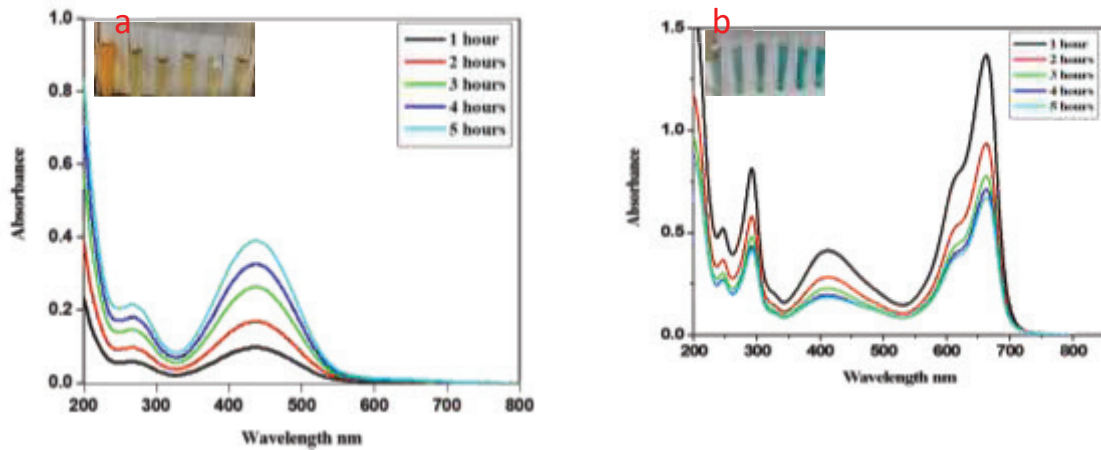 a
1.0
0.8
0.6
0.4
0.2
0.0
Absorbance
1 hour
2 hours
3 hours
4 hours
5 hours
200 300 400 500 600 700 800
Wavelength nm
b
1.5
1.0
0.5
0.0
Absorbance
1 hour
2 hours
3 hours
4 hours
5 hours
200 300 400 500 600 700 800
Wavelength nm